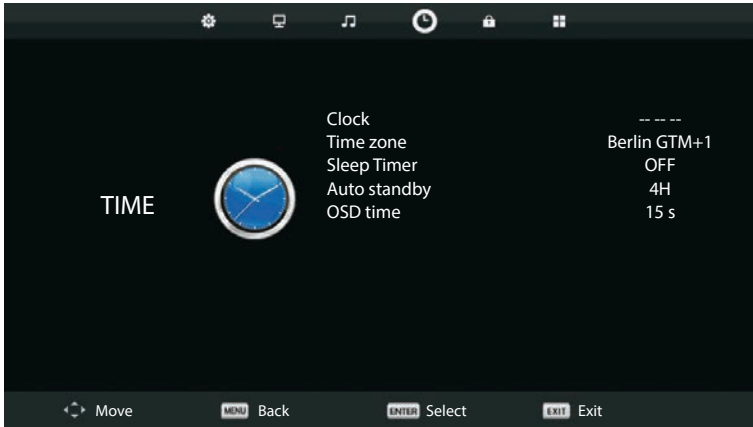 Clock -- -- --
Time zone Berlin GTM+1
Sleep Timer OFF
Auto standby 4H
TIME
OSD time 15 s
Move MENU Back ENTER Select EXIT Exit